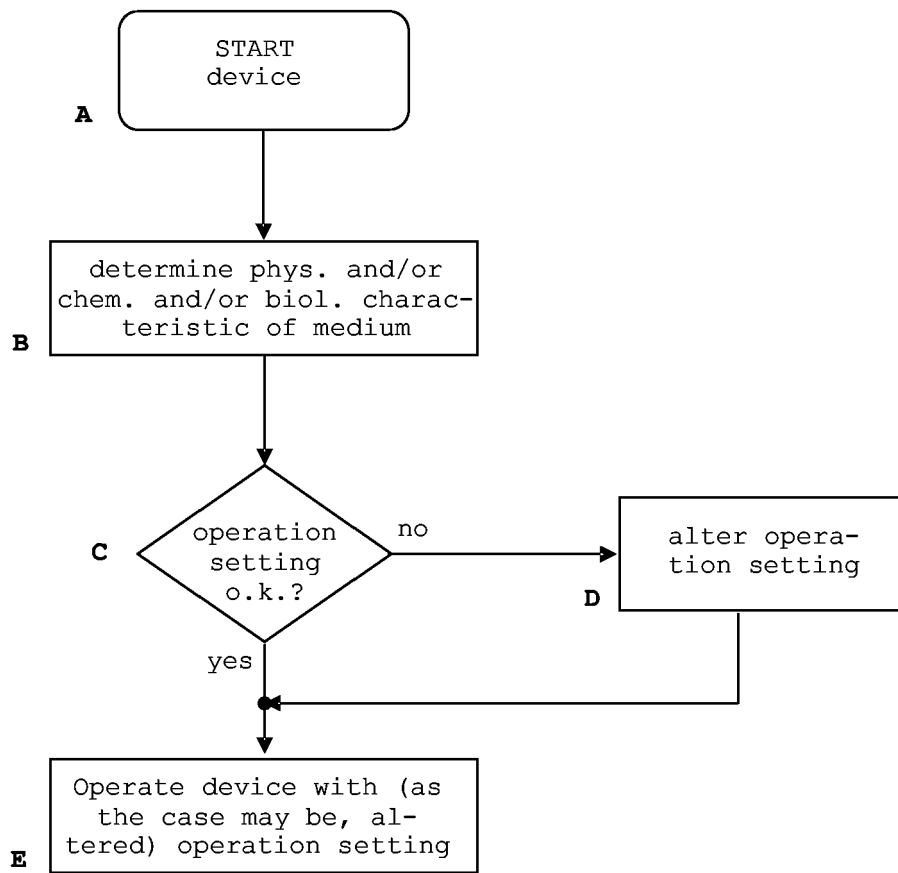 START
device
A
determine phys. and/or
chem. and/or biol. charac-
teristic of medium
B
C
operation
setting
o.k.?
no
alter opera-
tion setting
D
yes
Operate device with (as
the case may be, al-
tered) operation setting
E